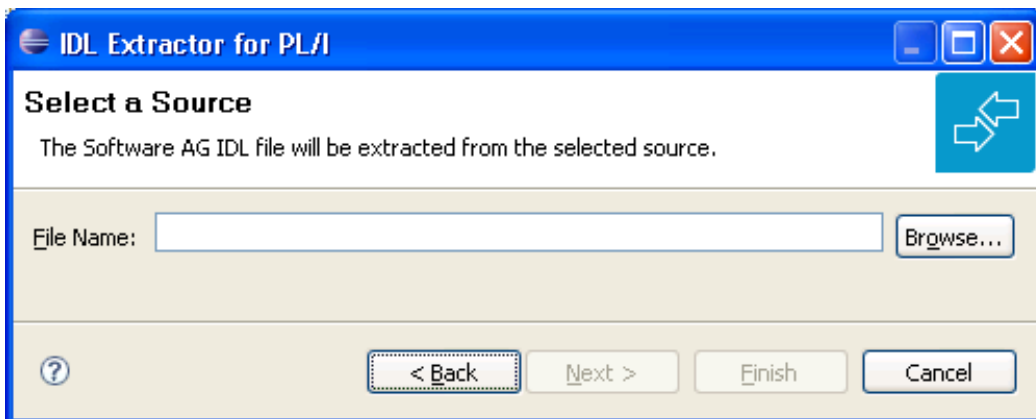 IDL Extractor for PL/I
Select a Source
The Software AG IDL file will be extracted from the selected source.
File Name: Browse...
? < Back Next > Finish Cancel